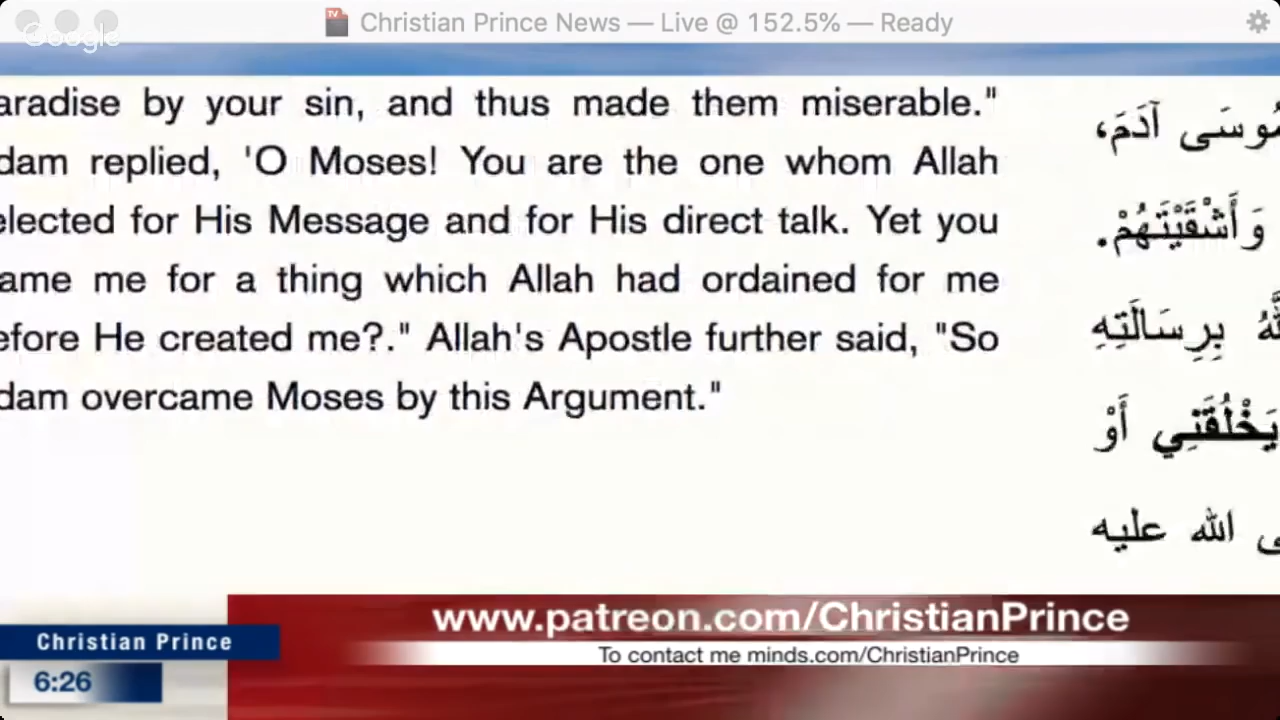 Christian Prince News — Live @ 152.5% — Ready
Google
TV
aradise by your sin, and thus made them miserable."
dam replied, 'O Moses! You are the one whom Allah
elected for His Message and for His direct talk. Yet you
ame me for a thing which Allah had ordained for me
efore He created me?." Allah's Apostle further said, "So
dam overcame Moses by this Argument."
مُوسَى آدَمَ،
وَأَشْقَيْتَهُمْ.
بِرِسَالَتِهِ
يَخْلُقَنِي أَوْ
الله عليه
www.patreon.com/ChristianPrince
To contact me minds.com/ChristianPrince
Christian Prince
6:26